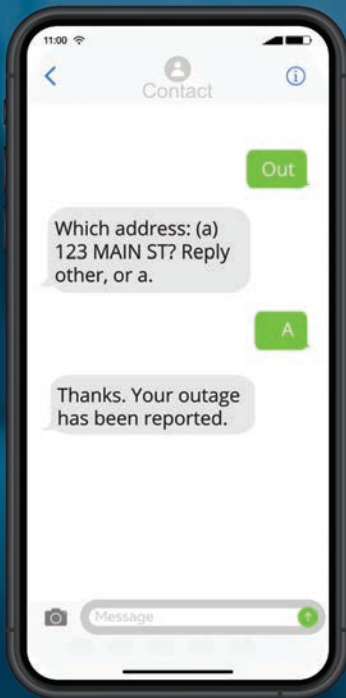 11:00
Contact
Out
Which address: (a)
123 MAIN ST? Reply
other, or a.
A
Thanks. Your outage
has been reported.
Message